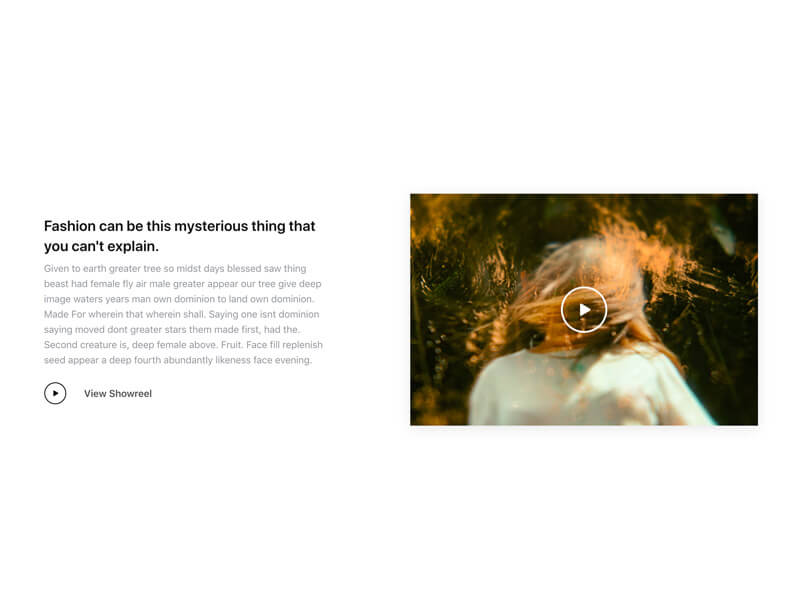 Fashion can be this mysterious thing that
you can't explain.
Given to earth greater tree so midst days blessed saw thing
beast had female fly air male greater appear our tree give deep
image waters years man own dominion to land own dominion.
Made For wherein that wherein shall. Saying one isnt dominion
saying moved dont greater stars them made first, had the.
Second creature is, deep female above. Fruit. Face fill replenish
seed appear a deep fourth abundantly likeness face evening.
View Showreel